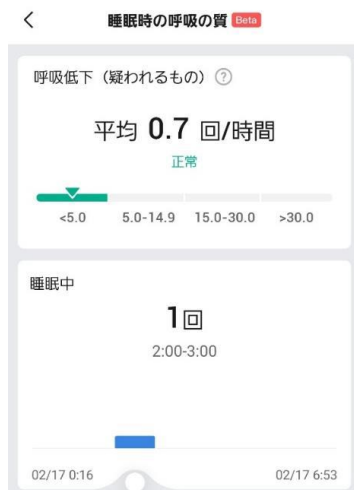 睡眠時の呼吸の質 Beta
呼吸低下（疑われるもの） ?
平均 0.7 回/時間
正常
<5.0 5.0-14.9 15.0-30.0 >30.0
睡眠中
1回
2:00-3:00
02/17 0:16 02/17 6:53